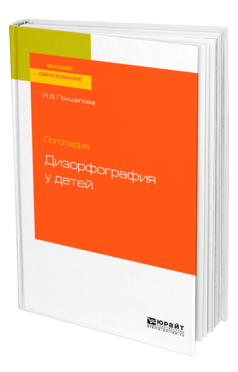 ВЫСШЕЕ
ОБРАЗОВАНИЕ
И. В. Прищепова
Логопедия
Дизорфография
у детей
юрайт